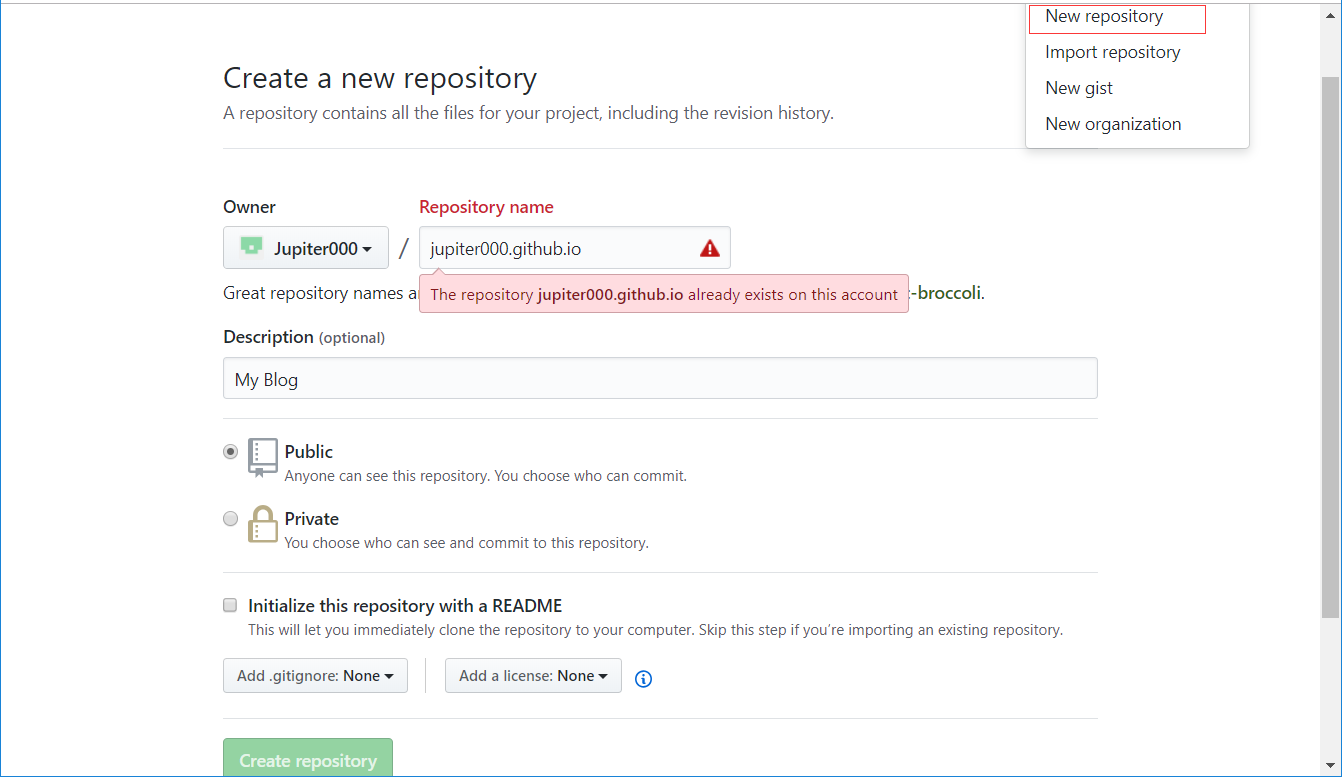 New repository
Import repository
New gist
New organization
Create a new repository
A repository contains all the files for your project, including the revision history.
Owner
Repository name
Jupiter000 / jupiter000.github.io
Great repository names -broccoli.
The repository jupiter000.github.io already exists on this account
Description (optional)
My Blog
Public
Anyone can see this repository. You choose who can commit.
Private
You choose who can see and commit to this repository.
Initialize this repository with a README
This will let you immediately clone the repository to your computer. Skip this step if you’re importing an existing repository.
Add .gitignore: None
Add a license: None
Create repository